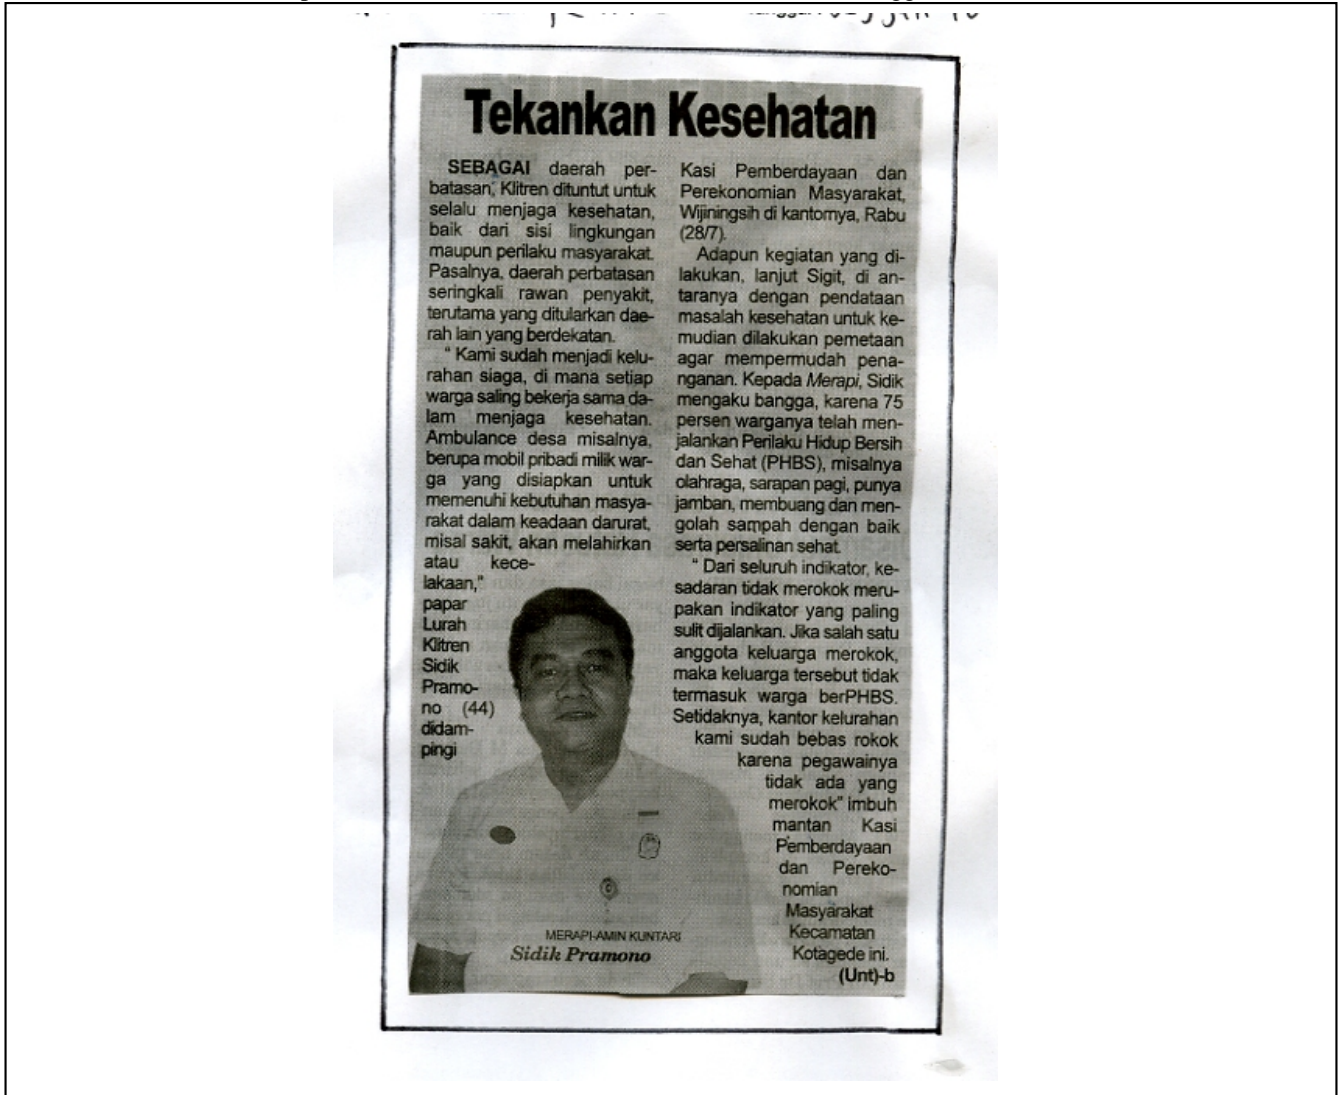 Tekankan Kesehatan
SEBAGAI daerah per-
batasan, Klitren dituntut untuk
selalu menjaga kesehatan,
baik dari sisi lingkungan
maupun perilaku masyarakat.
Pasalnya, daerah perbatasan
seringkali rawan penyakit,
terutama yang ditularkan dae-
rah lain yang berdekatan.
“ Kami sudah menjadi kelu-
rahan siaga, di mana setiap
warga saling bekerja sama da-
lam menjaga kesehatan.
Ambulance desa misalnya,
berupa mobil pribadi milik war-
ga yang disiapkan untuk
memenuhi kebutuhan masya-
rakat dalam keadaan darurat,
misal sakit, akan melahirkan
atau kece-
lakaan,”
papar
Lurah
Klitren
Sidik
Pramo-
no (44)
didam-
pingi
Kasi Pemberdayaan dan
Perekonomian Masyarakat,
Wijiningsih di kantornya, Rabu
(28/7).
Adapun kegiatan yang di-
lakukan, lanjut Sigit, di an-
taranya dengan pendataan
masalah kesehatan untuk ke-
mudian dilakukan pemetaan
agar mempermudah pena-
nganan. Kepada Merapi, Sidik
mengaku bangga, karena 75
persen warganya telah men-
jalankan Perilaku Hidup Bersih
dan Sehat (PHBS), misalnya
olahraga, sarapan pagi, punya
jamban, membuang dan men-
golah sampah dengan baik
serta persalinan sehat.
“ Dari seluruh indikator, ke-
sadaran tidak merokok meru-
pakan indikator yang paling
sulit dijalankan. Jika salah satu
anggota keluarga merokok,
maka keluarga tersebut tidak
termasuk warga berPHBS.
Setidaknya, kantor kelurahan
kami sudah bebas rokok
karena pegawainya
tidak ada yang
merokok” imbuh
mantan Kasi
Pemberdayaan
dan Pereko-
nomian
Masyarakat
Kecamatan
Kotagede ini.
(Unt)-b
MERAPI-AMIN KUNTARI
Sidik Pramono